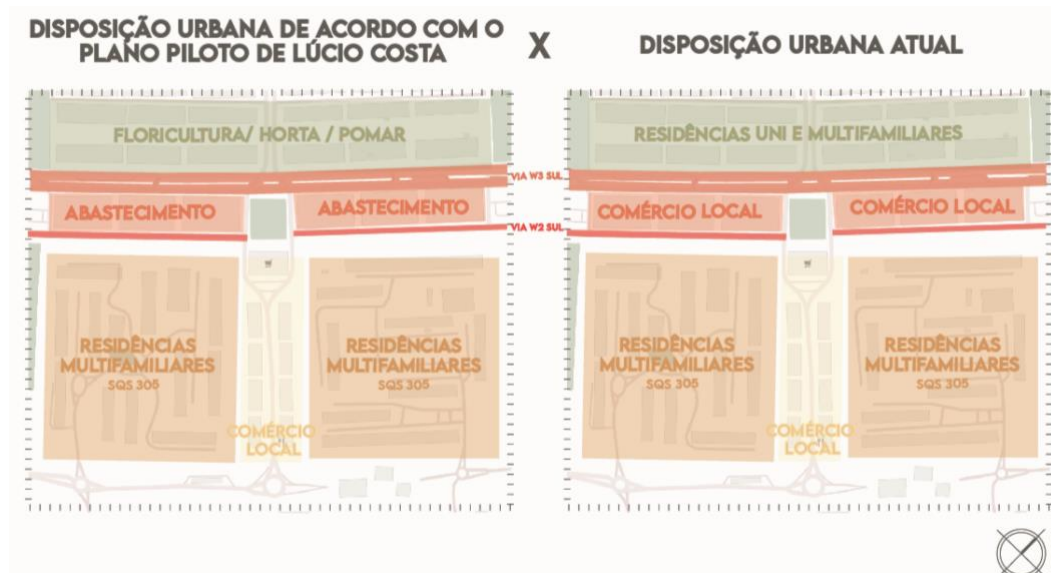 DISPOSIÇÃO URBANA DE ACORDO COM O
PLANO PILOTO DE LÚCIO COSTA
X
DISPOSIÇÃO URBANA ATUAL
FLORICULTURA/ HORTA / POMAR
VIA W3 SUL
ABASTECIMENTO
ABASTECIMENTO
VIA W2 SUL
RESIDÊNCIAS
MULTIFAMILIARES
SQS 305
RESIDÊNCIAS
MULTIFAMILIARES
SQS 305
COMÉRCIO
LOCAL
RESIDÊNCIAS UNI E MULTIFAMILIARES
COMÉRCIO LOCAL
COMÉRCIO LOCAL
RESIDÊNCIAS
MULTIFAMILIARES
SQS 305
RESIDÊNCIAS
MULTIFAMILIARES
SQS 305
COMÉRCIO
LOCAL